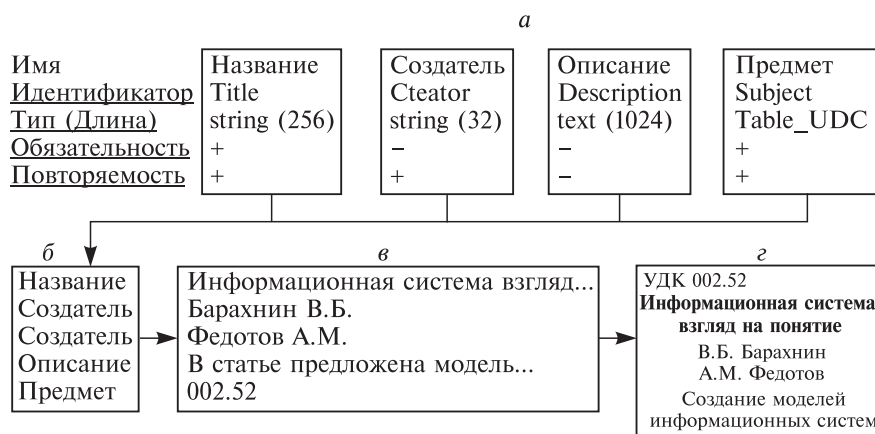 а
Имя Название Создатель Описание Предмет
Идентификатор Title Cteator Description Subject
Тип (Длина) string (256) string (32) text (1024) Table_UDC
Обязательность + – – +
Повторяемость + + – +
б в г
Название
Создатель
Создатель
Описание
Предмет
Информационная система взгляд...
Барахнин В.Б.
Федотов А.М.
В статье предложена модель...
002.52
УДК 002.52
Информационная система
взгляд на понятие
В.Б. Барахнин
А.М. Федотов
Создание моделей
информационных систем